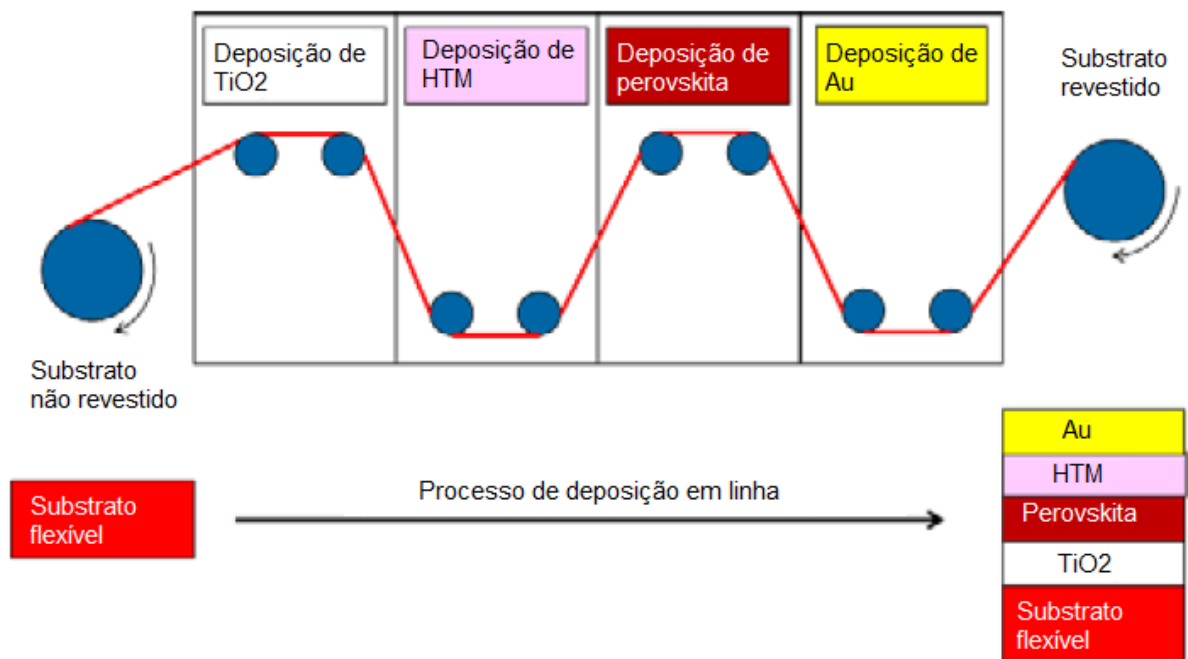 Deposição de
TiO2
Deposição de
HTM
Deposição de
perovskita
Deposição de
Au
Substrato
revestido
Substrato
não revestido
Substrato
flexível
Processo de deposição em linha
Au
HTM
Perovskita
TiO2
Substrato
flexível